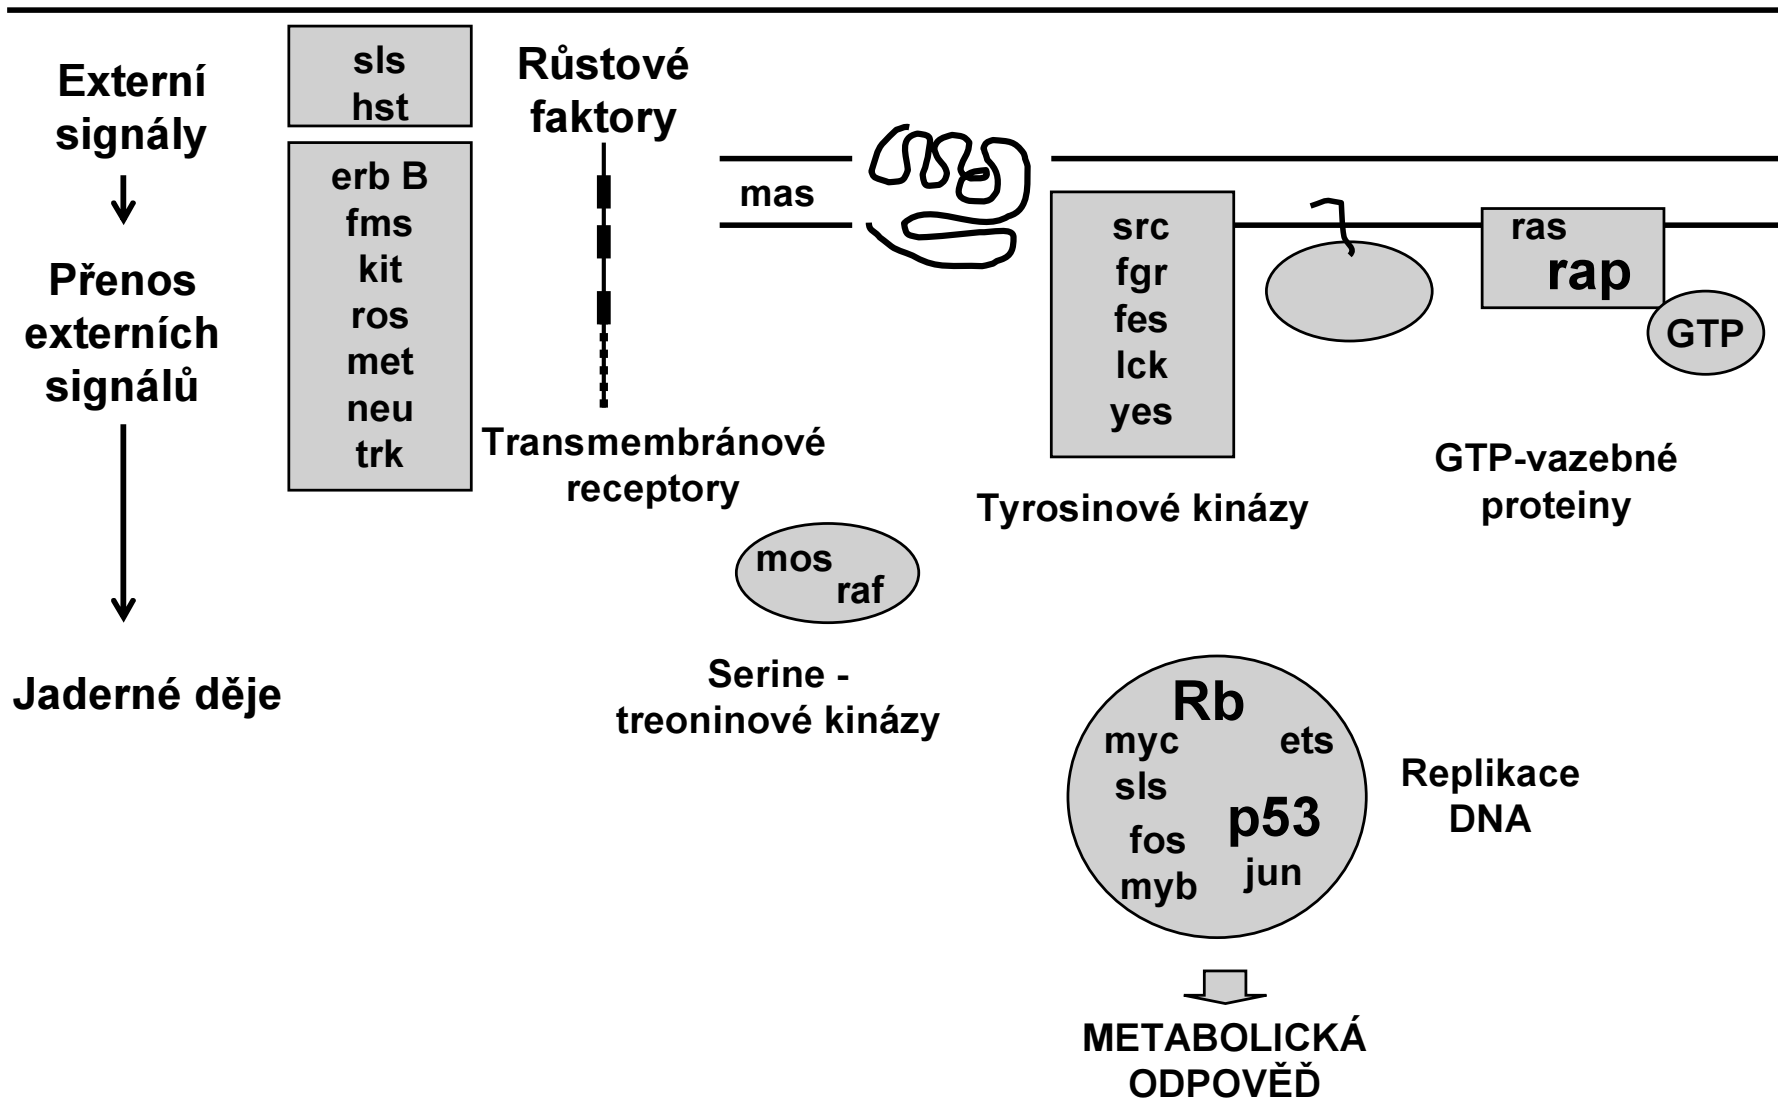 Externí
signály
Přenos
externích
signálů
Jaderné děje
sls
hst
erb B
fms
kit
ros
met
neu
trk
Růstové
faktory
Transmembránové
receptory
mas
src
fgr
fes
lck
yes
Tyrosinové kinázy
ras
rap
GTP
GTP-vazebné
proteiny
mos
raf
Serine -
treoninové kinázy
Rb
myc
ets
sls
p53
fos
jun
myb
Replikace
DNA
METABOLICKÁ
ODPOVĚĎ